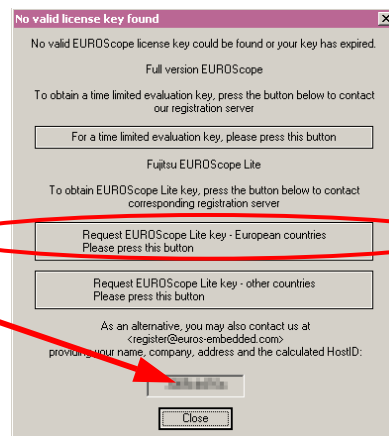 No valid license key found
No valid EUROScope license key could be found or your key has expired.
Full version EUROScope
To obtain a time limited evaluation key, press the button below to contact
our registration server
For a time limited evaluation key, please press this button
Fujitsu EUROScope Lite
To obtain EUROScope Lite key, press the button below to contact
corresponding registration server
Request EUROScope Lite key - European countries
Please press this button
Request EUROScope Lite key - other countries
Please press this button
As an alternative, you may also contact us at
<register@euros-embedded.com>
providing your name, company, address and the calculated HostID:
Close